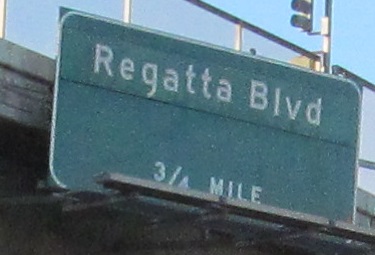 Regatta Blvd
3/4 MILE